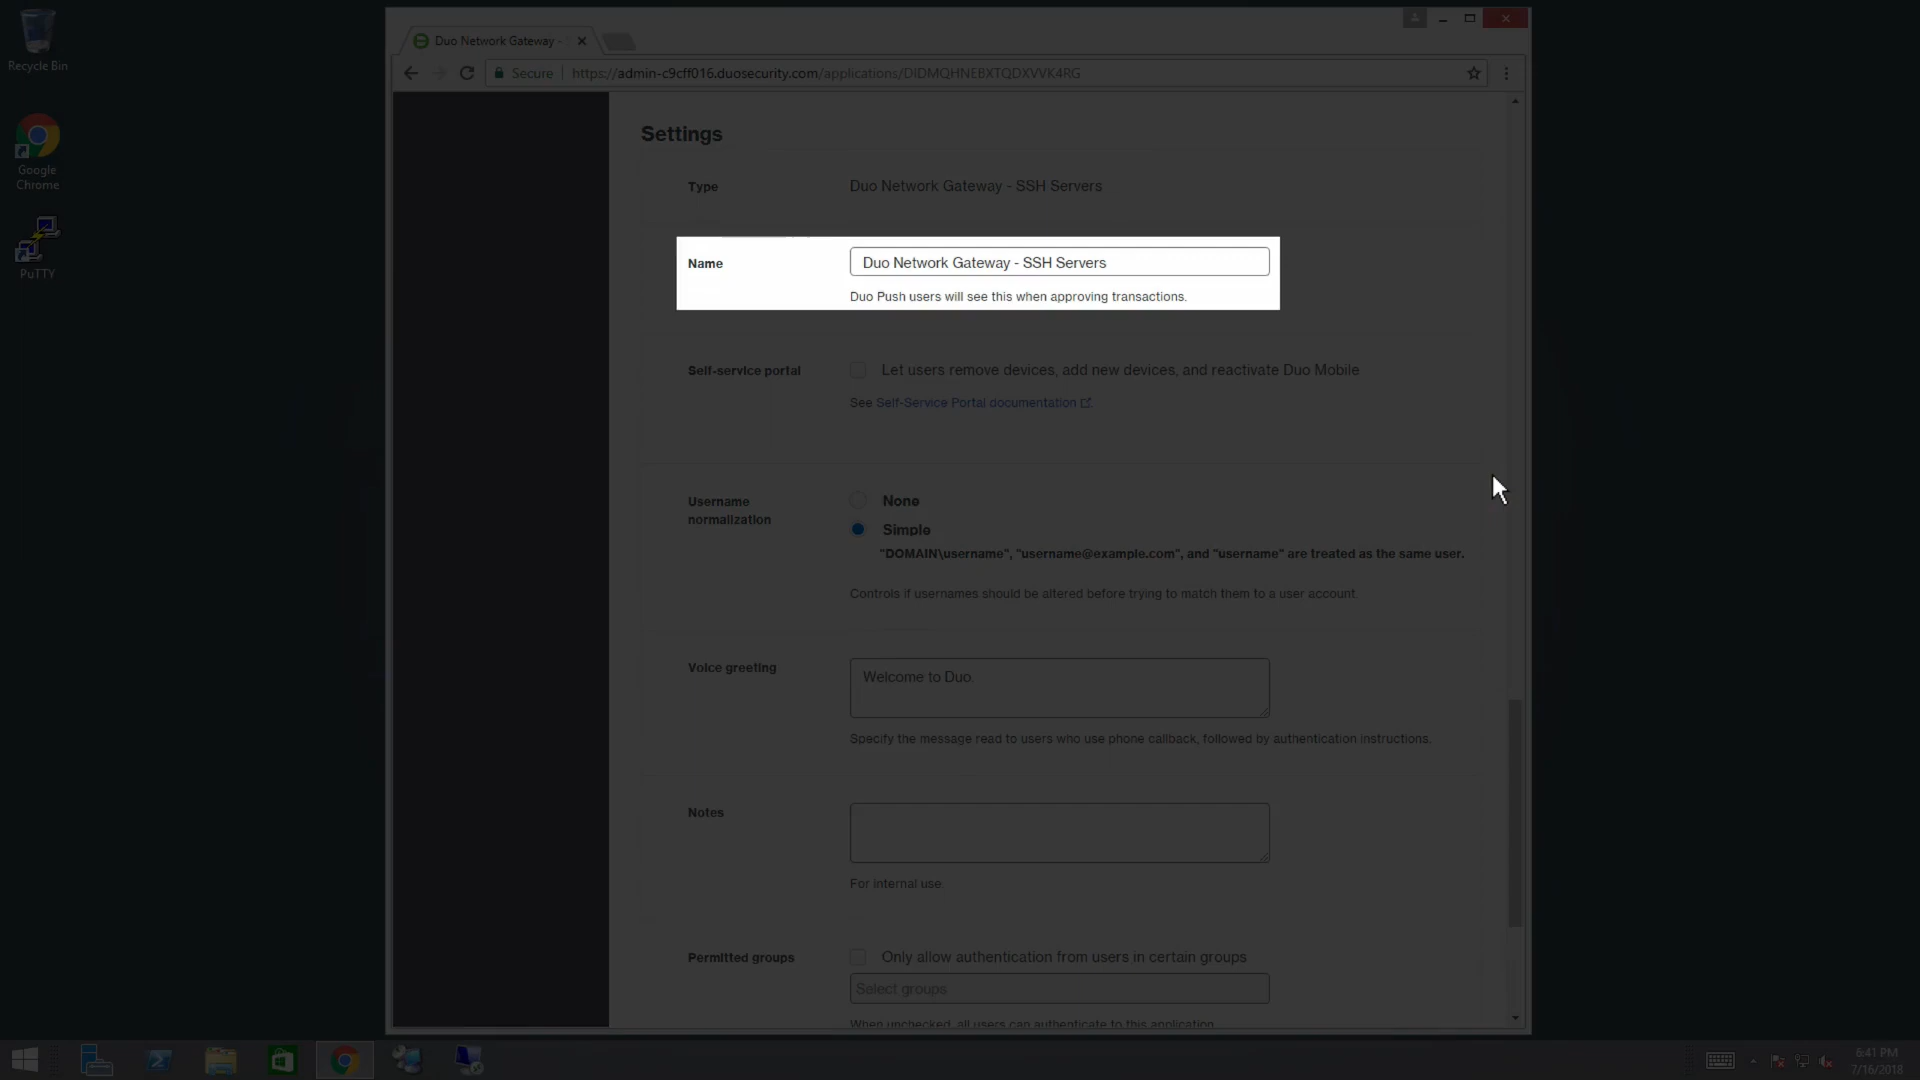 Recycle Bin
Google
Chrome
PuTTY
Duo Network Gateway -
Secure
https://admin-c9cff016.duosecurity.com/applications/DIDMQHNEBXTQDXVVK4RG
Settings
Type
Duo Network Gateway - SSH Servers
Name
Duo Network Gateway - SSH Servers
Duo Push users will see this when approving transactions.
Self-service portal
Let users remove devices, add new devices, and reactivate Duo Mobile
See Self-Service Portal documentation
Username
normalization
None
Simple
"DOMAIN\username", "username@example.com", and "username" are treated as the same user.
Controls if usernames should be altered before trying to match them to a user account.
Voice greeting
Welcome to Duo.
Specify the message read to users who use phone callback, followed by authentication instructions.
Notes
For internal use.
Permitted groups
Only allow authentication from users in certain groups
Select groups
When unchecked, all users can authenticate to this application.
6:41 PM
7/16/2018